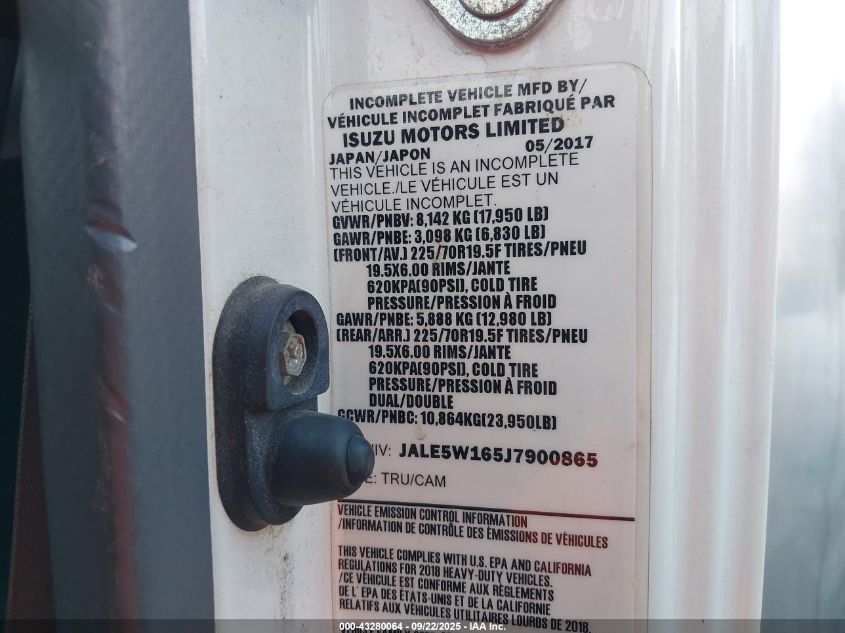 INCOMPLETE VEHICLE MFD BY/
VÉHICULE INCOMPLET FABRIQUÉ PAR
ISUZU MOTORS LIMITED
JAPAN/JAPON 05/2017
THIS VEHICLE IS AN INCOMPLETE
VEHICLE./LE VÉHICULE EST UN
VÉHICULE INCOMPLET.
GVWR/PNBV: 8,142 KG (17,950 LB)
GAWR/PNBE: 3,098 KG (6,830 LB)
(FRONT/AV.) 225/70R19.5F TIRES/PNEU
19.5X6.00 RIMS/JANTE
620KPA(90PSI), COLD TIRE
PRESSURE/PRESSION À FROID
GAWR/PNBE: 5,888 KG (12,980 LB)
(REAR/ARR.) 225/70R19.5F TIRES/PNEU
19.5X6.00 RIMS/JANTE
620KPA(90PSI), COLD TIRE
PRESSURE/PRESSION À FROID
DUAL/DOUBLE
GCWR/PNBC: 10,864KG(23,950LB)
IV: JALE5W165J7900865
E: TRU/CAM
VEHICLE EMISSION CONTROL INFORMATION
/INFORMATION DE CONTRÔLE DES ÉMISSIONS DE VÉHICULES
THIS VEHICLE COMPLIES WITH U.S. EPA AND CALIFORNIA
REGULATIONS FOR 2018 HEAVY-DUTY VEHICLES.
/CE VÉHICULE EST CONFORME AUX RÈGLEMENTS
DE L' EPA DES ÉTATS-UNIS ET DE LA CALIFORNIE
RELATIFS AUX VÉHICULES UTILITAIRES LOURDS DE 2018.
000-43280064 - 09/22/2025 - IAA Inc.